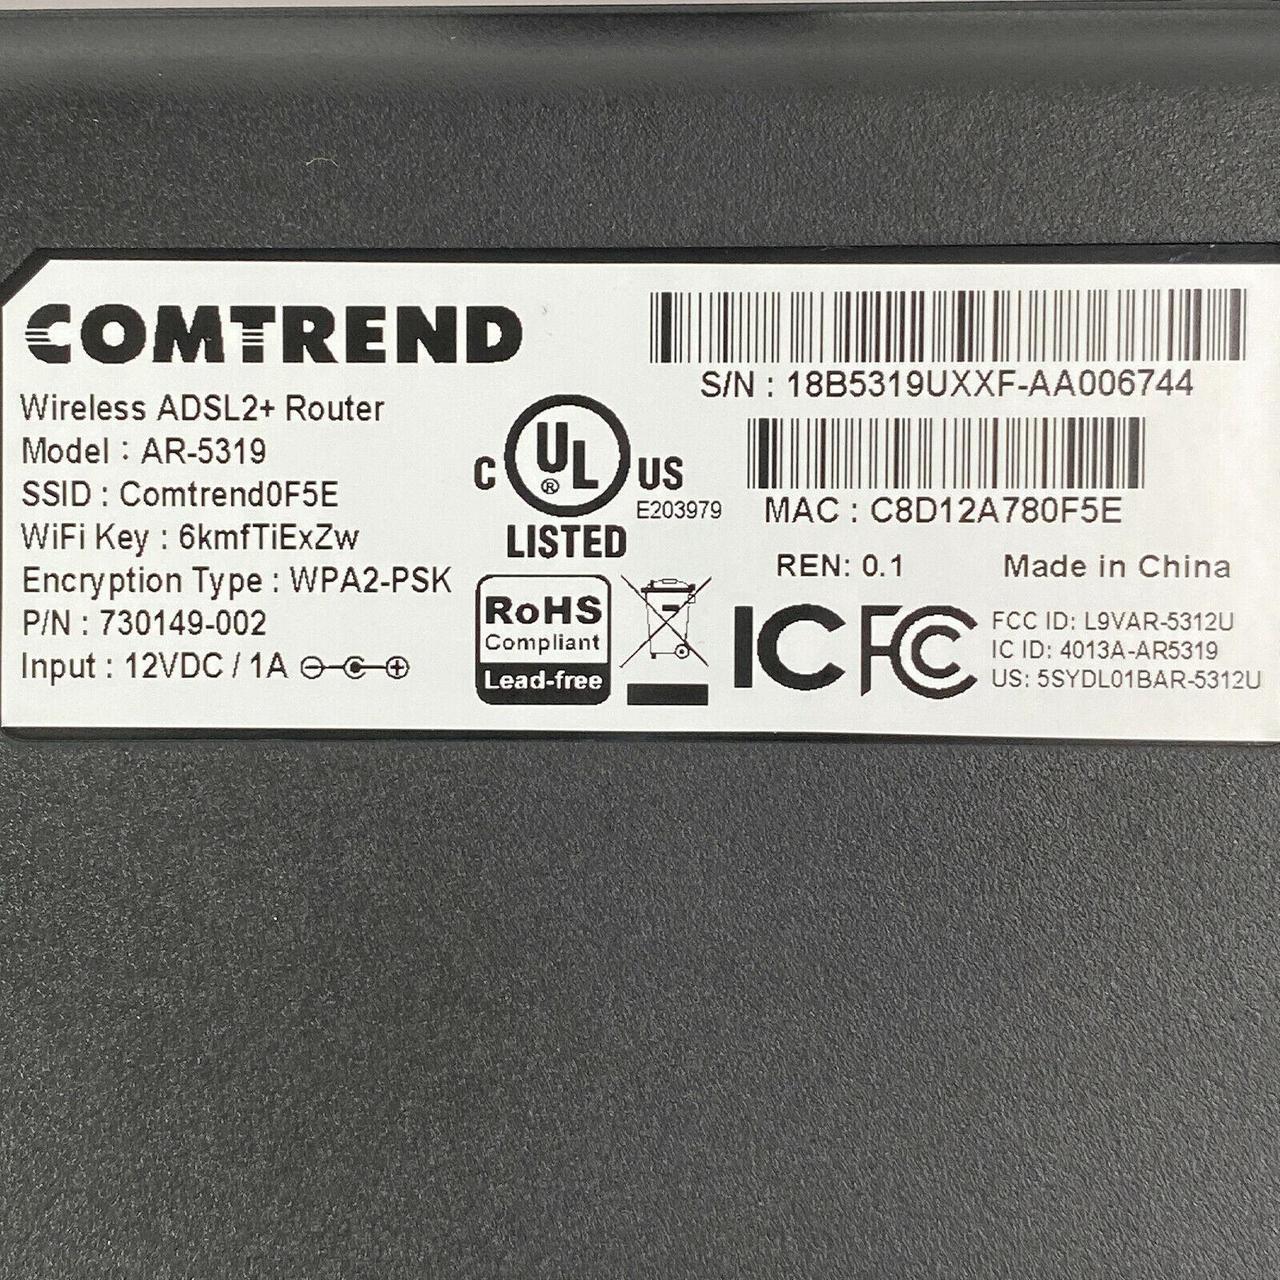 COMTREND
Wireless ADSL2+ Router
Model : AR-5319
SSID : Comtrend0F5E
WiFi Key : 6kmfTiExZw
Encryption Type : WPA2-PSK
P/N : 730149-002
Input : 12VDC / 1A
C UL ® US
E203979
LISTED
RoHS
Compliant
Lead-free
S/N : 18B5319UXXF-AA006744
MAC : C8D12A780F5E
REN: 0.1 Made in China
IC FC
FCC ID: L9VAR-5312U
IC ID: 4013A-AR5319
US: 5SYDL01BAR-5312U